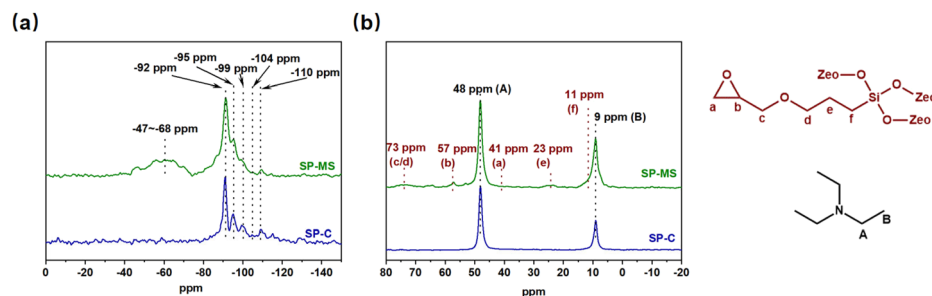 (a)
-95 ppm
-104 ppm
-92 ppm
-99 ppm
-110 ppm
-47~-68 ppm
SP-MS
SP-C
0 -20 -40 -60 -80 -100 -120 -140
ppm
(b)
48 ppm (A)
11 ppm
(f)
9 ppm (B)
73 ppm
(c/d)
57 ppm
(b)
41 ppm
(a)
23 ppm
(e)
SP-MS
SP-C
80 70 60 50 40 30 20 10 0 -10 -20
ppm
O
Zeo
O
a
b
O
Si
O
Zeo
c
d
e
f
O
Zeo
N
B
A